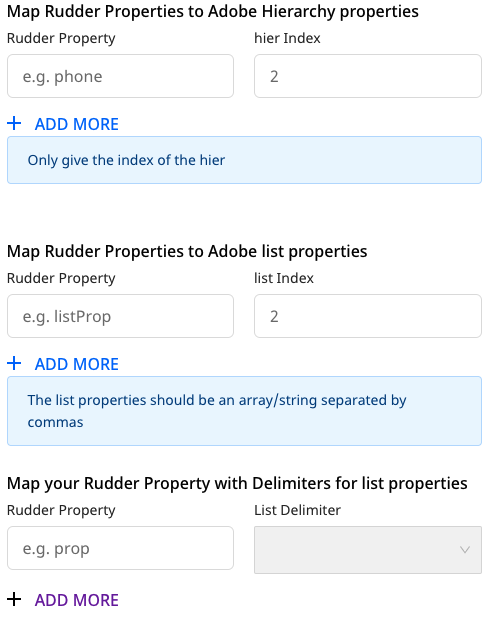 Map Rudder Properties to Adobe Hierarchy properties
Rudder Property
hier Index
e.g. phone
2
+ ADD MORE
Only give the index of the hier
Map Rudder Properties to Adobe list properties
Rudder Property
list Index
e.g. listProp
2
+ ADD MORE
The list properties should be an array/string separated by
commas
Map your Rudder Property with Delimiters for list properties
Rudder Property
List Delimiter
e.g. prop
+ ADD MORE